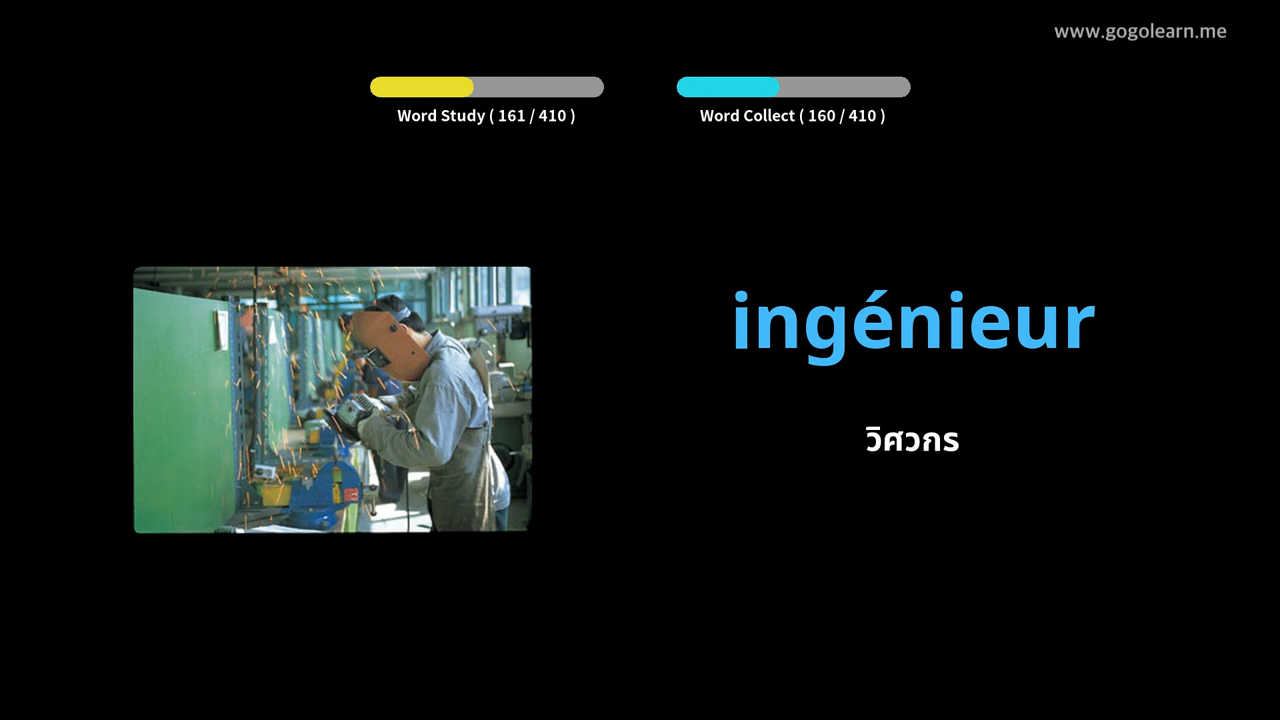 www.gogolearn.me
Word Study ( 161 / 410 )
Word Collect ( 160 / 410 )
ingénieur
วิศวกร